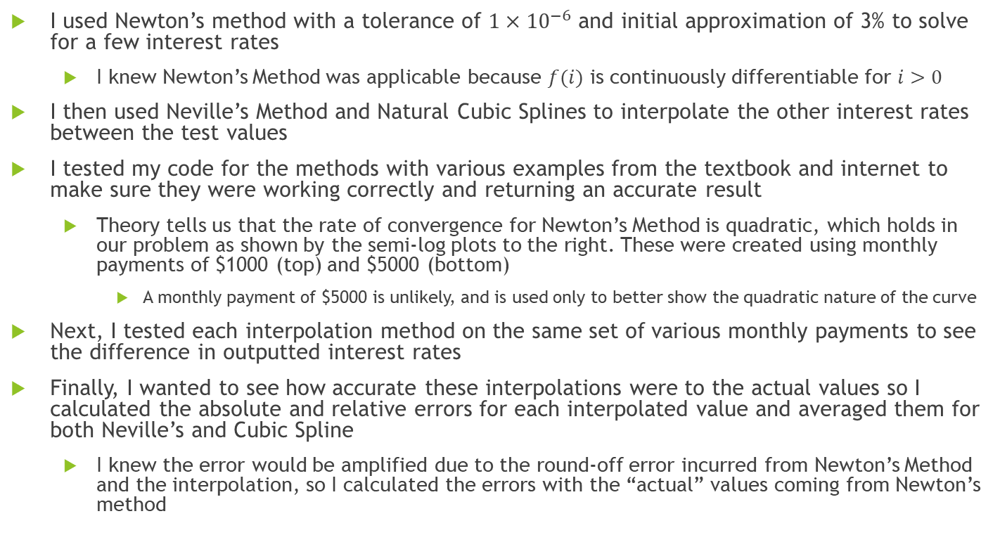 I used Newton’s method with a tolerance of 1 × 10⁻⁶ and initial approximation of 3% to solve
for a few interest rates
I knew Newton’s Method was applicable because f(i) is continuously differentiable for i > 0
I then used Neville’s Method and Natural Cubic Splines to interpolate the other interest rates
between the test values
I tested my code for the methods with various examples from the textbook and internet to
make sure they were working correctly and returning an accurate result
Theory tells us that the rate of convergence for Newton’s Method is quadratic, which holds in
our problem as shown by the semi-log plots to the right. These were created using monthly
payments of $1000 (top) and $5000 (bottom)
A monthly payment of $5000 is unlikely, and is used only to better show the quadratic nature of the curve
Next, I tested each interpolation method on the same set of various monthly payments to see
the difference in outputted interest rates
Finally, I wanted to see how accurate these interpolations were to the actual values so I
calculated the absolute and relative errors for each interpolated value and averaged them for
both Neville’s and Cubic Spline
I knew the error would be amplified due to the round-off error incurred from Newton’s Method
and the interpolation, so I calculated the errors with the “actual” values coming from Newton’s
method